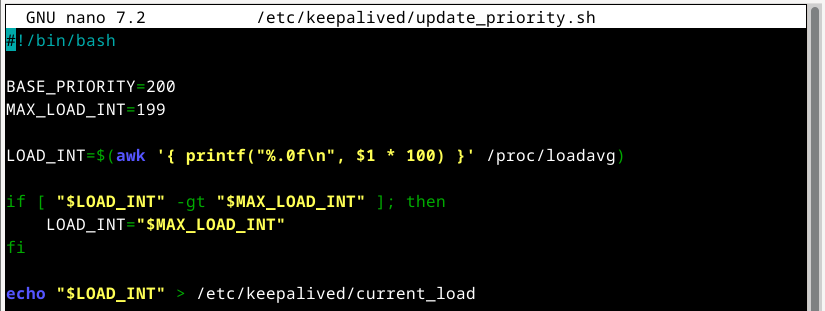 GNU nano 7.2 /etc/keepalived/update_priority.sh
#!/bin/bash
BASE_PRIORITY=200
MAX_LOAD_INT=199
LOAD_INT=$(awk '{ printf("%.0f\n", $1 * 100) }' /proc/loadavg)
if [ "$LOAD_INT" -gt "$MAX_LOAD_INT" ]; then
    LOAD_INT="$MAX_LOAD_INT"
fi
echo "$LOAD_INT" > /etc/keepalived/current_load